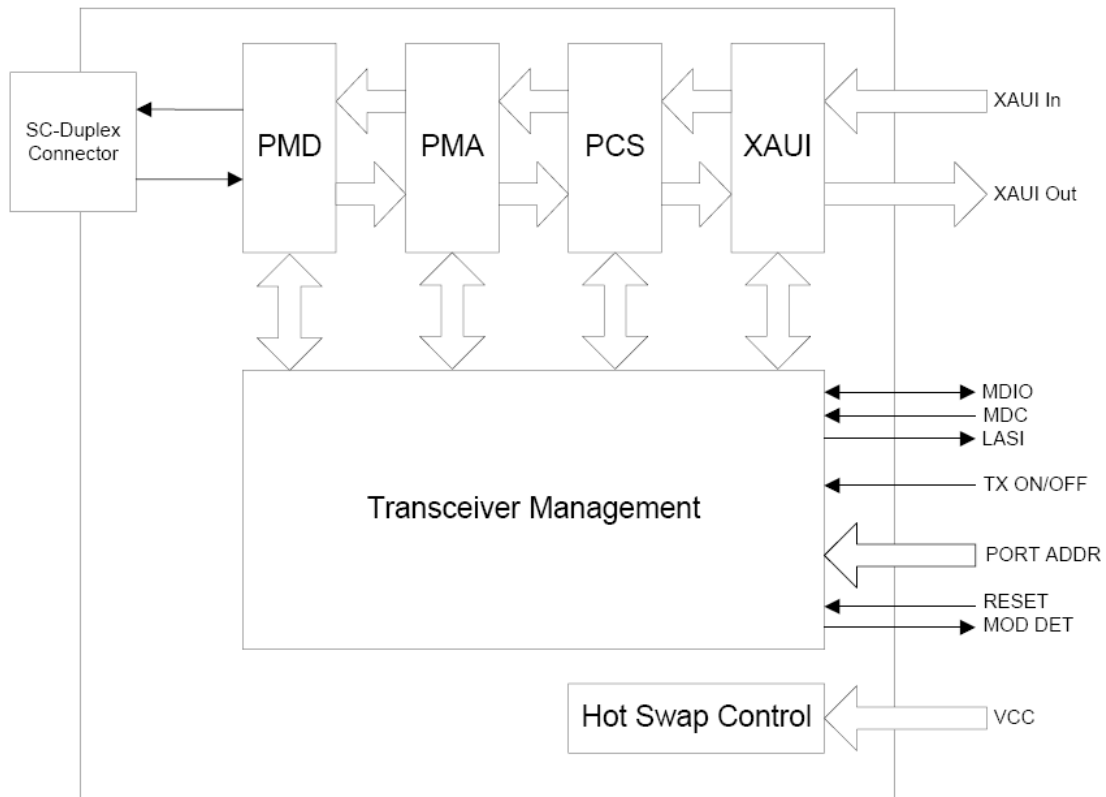 SC-Duplex
Connector
PMD
PMA
PCS
XAUI
XAUI In
XAUI Out
Transceiver Management
MDIO
MDC
LASI
TX ON/OFF
PORT ADDR
RESET
MOD DET
Hot Swap Control
VCC